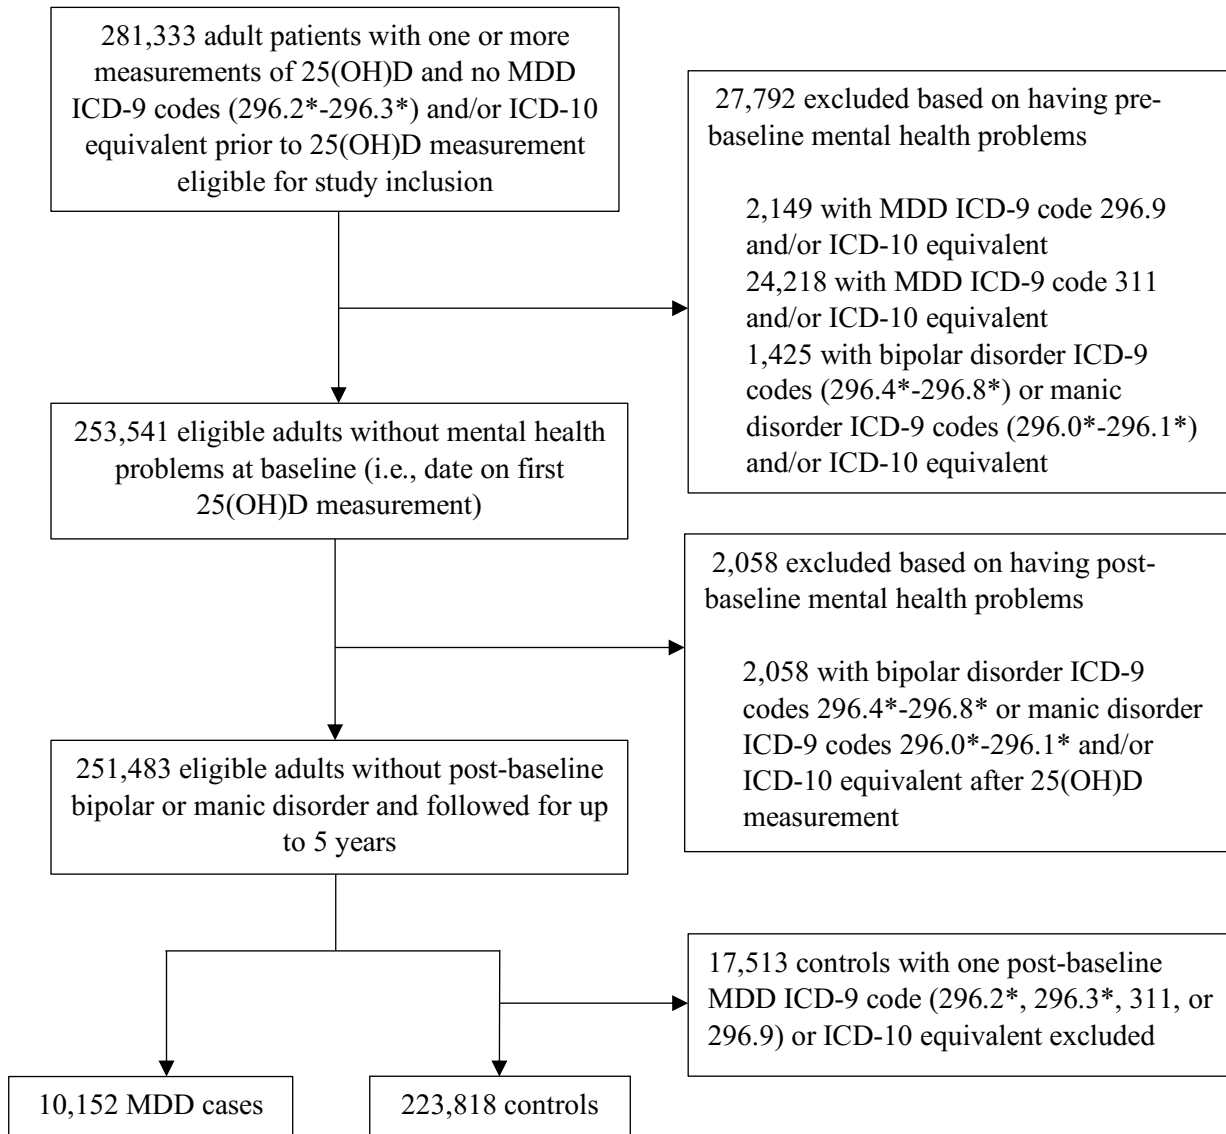 281,333 adult patients with one or more
measurements of 25(OH)D and no MDD
ICD-9 codes (296.2*-296.3*) and/or ICD-10
equivalent prior to 25(OH)D measurement
eligible for study inclusion
27,792 excluded based on having pre-
baseline mental health problems
2,149 with MDD ICD-9 code 296.9
and/or ICD-10 equivalent
24,218 with MDD ICD-9 code 311
and/or ICD-10 equivalent
1,425 with bipolar disorder ICD-9
codes (296.4*-296.8*) or manic
disorder ICD-9 codes (296.0*-296.1*)
and/or ICD-10 equivalent
253,541 eligible adults without mental health
problems at baseline (i.e., date on first
25(OH)D measurement)
2,058 excluded based on having post-
baseline mental health problems
2,058 with bipolar disorder ICD-9
codes 296.4*-296.8* or manic disorder
ICD-9 codes 296.0*-296.1* and/or
ICD-10 equivalent after 25(OH)D
measurement
251,483 eligible adults without post-baseline
bipolar or manic disorder and followed for up
to 5 years
17,513 controls with one post-baseline
MDD ICD-9 code (296.2*, 296.3*, 311, or
296.9) or ICD-10 equivalent excluded
10,152 MDD cases
223,818 controls